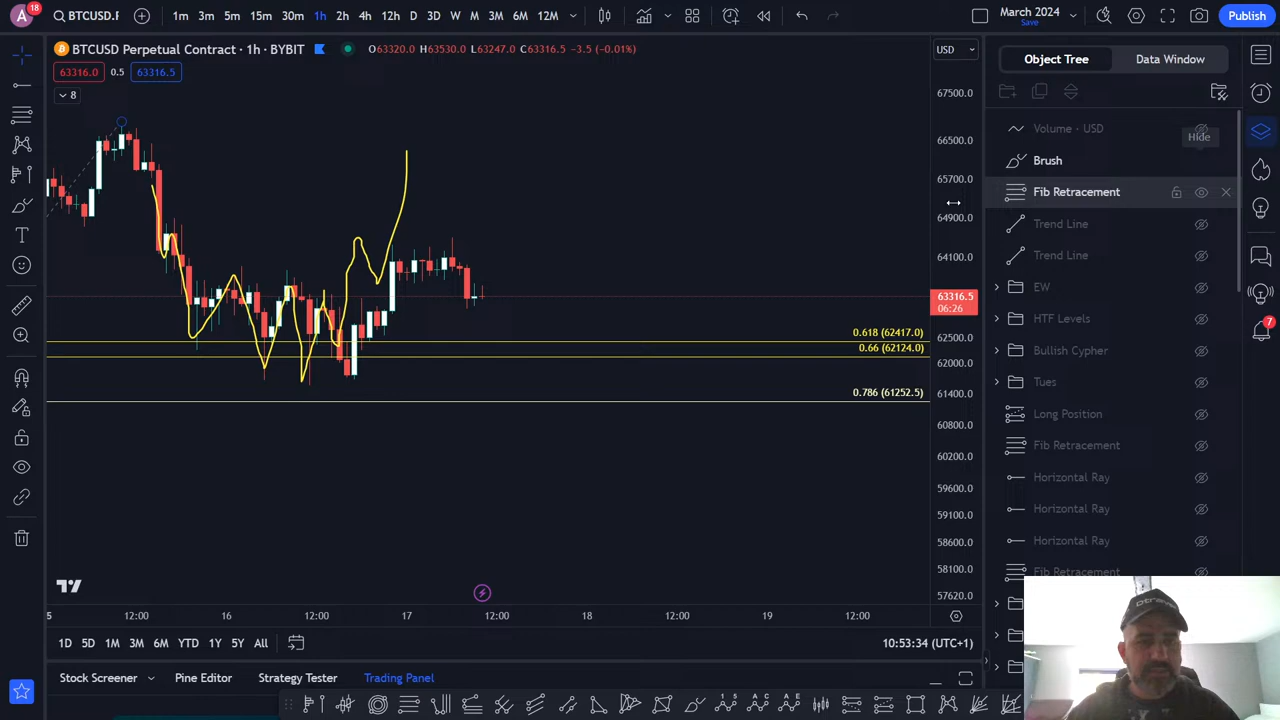 A
18
BTCUSD.F
1m 3m 5m 15m 30m 1h 2h 4h 12h D 3D W M 3M 6M 12M
March 2024
Save
Publish
BTCUSD Perpetual Contract · 1h · BYBIT
O63320.0 H63530.0 L63247.0 C63316.5 −3.5 (−0.01%)
USD
63316.0 0.5 63316.5
8
67500.0
66500.0
65700.0
64900.0
64100.0
63316.5
06:26
62500.0
62000.0
61400.0
60800.0
60200.0
59600.0
59100.0
58600.0
58100.0
57620.0
0.618 (62417.0)
0.66 (62124.0)
0.786 (61252.5)
5 12:00 16 12:00 17 12:00 18 12:00 19 12:00
1D 5D 1M 3M 6M YTD 1Y 5Y All
10:53:34 (UTC+1)
Stock Screener Pine Editor Strategy Tester Trading Panel
Object Tree Data Window
Volume - USD
Hide
Brush
Fib Retracement
Trend Line
Trend Line
EW
HTF Levels
Bullish Cypher
Tues
Long Position
Fib Retracement
Horizontal Ray
Horizontal Ray
Horizontal Ray
Fib Retracement
7